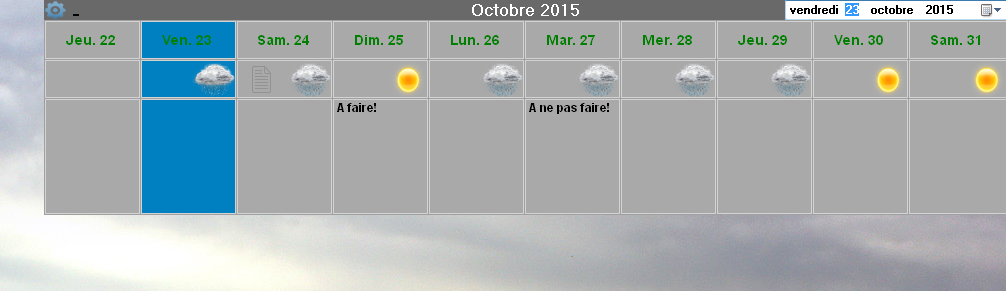 Octobre 2015
vendredi 23 octobre 2015
Jeu. 22 Ven. 23 Sam. 24 Dim. 25 Lun. 26 Mar. 27 Mer. 28 Jeu. 29 Ven. 30 Sam. 31
A faire! A ne pas faire!